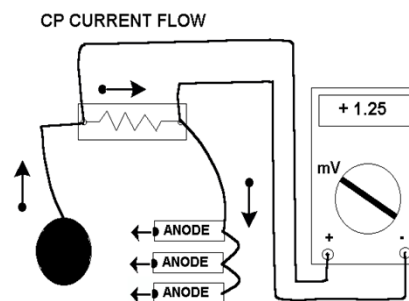 CP CURRENT FLOW
+ 1.25
mV
+ -
ANODE
ANODE
ANODE